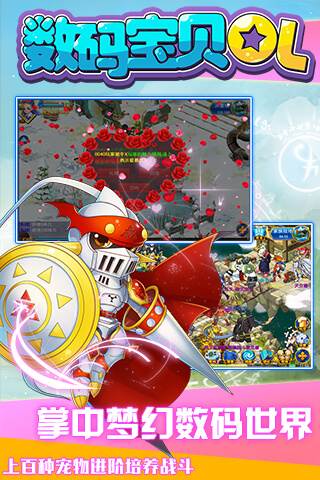 数码宝贝OL
掌中梦幻数码世界
上百种宠物进阶培养战斗